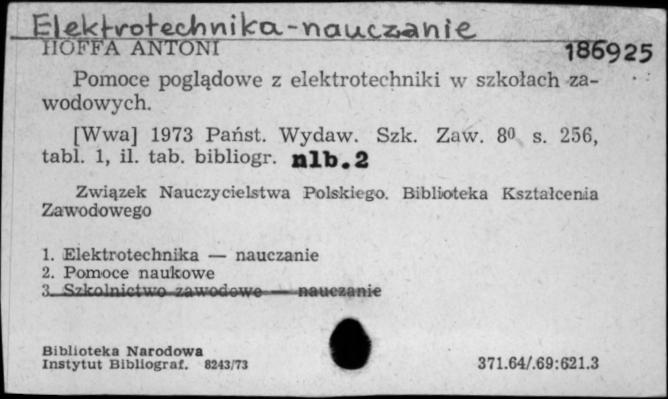 Elektrotechnika - nauczanie
HOFFA ANTONI 186925
Pomoce poglądowe z elektrotechniki w szkołach za-
wodowych.
[Wwa] 1973 Państ. Wydaw. Szk. Zaw. 8⁰ s. 256,
tabl. 1, il. tab. bibliogr. nlb. 2
Związek Nauczycielstwa Polskiego. Biblioteka Kształcenia
Zawodowego
1. Elektrotechnika — nauczanie
2. Pomoce naukowe
3. Szkolnictwo zawodowe — nauczanie
Biblioteka Narodowa
Instytut Bibliograf. 8243/73 371.64/.69:621.3